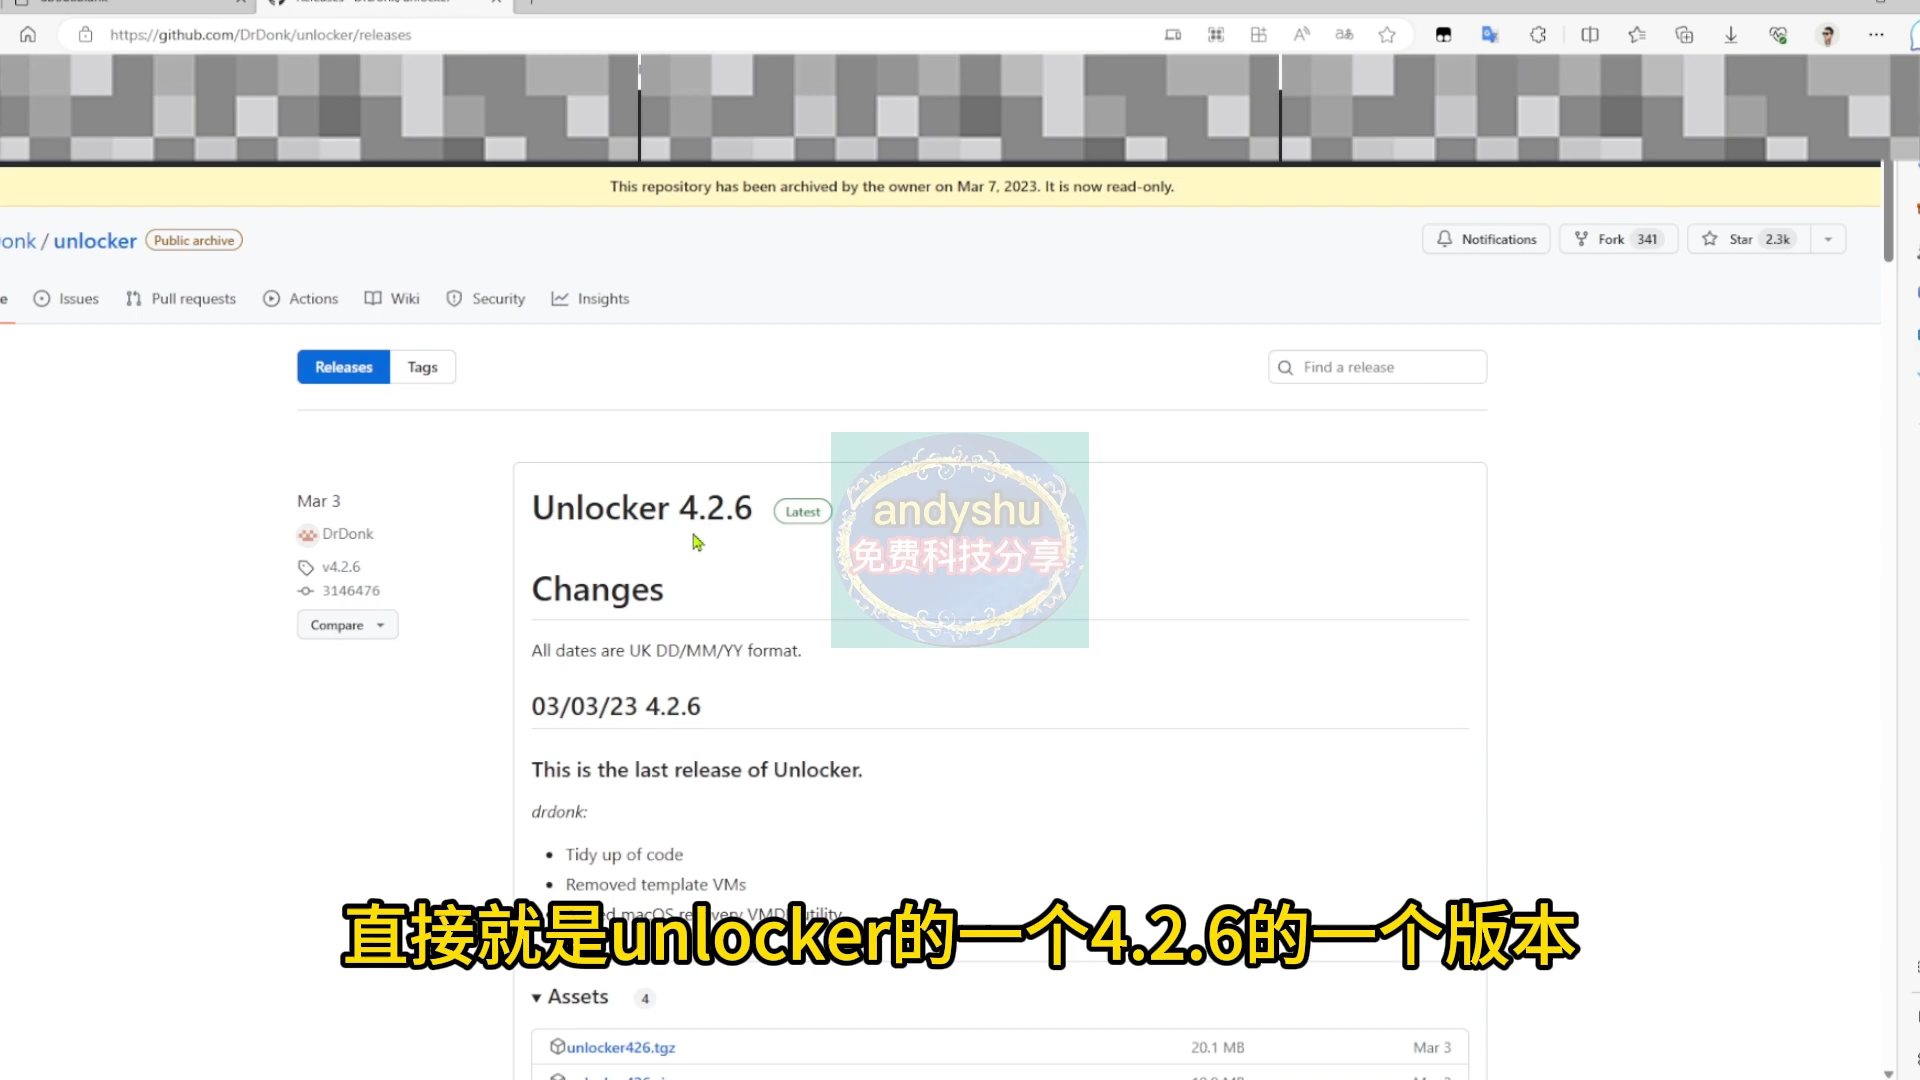 https://github.com/DrDonk/unlocker/releases
This repository has been archived by the owner on Mar 7, 2023. It is now read-only.
onk / unlocker Public archive
Notifications
Fork 341
Star 2.3k
e Issues Pull requests Actions Wiki Security Insights
Releases Tags
Find a release
Mar 3
DrDonk
v4.2.6
3146476
Compare
Unlocker 4.2.6 Latest
andyshu
免费科技分享
Changes
All dates are UK DD/MM/YY format.
03/03/23 4.2.6
This is the last release of Unlocker.
drdonk:
Tidy up of code
Removed template VMs
macOS recovery VMDK utility
直接就是unlocker的一个4.2.6的一个版本
Assets 4
unlocker426.tgz 20.1 MB Mar 3